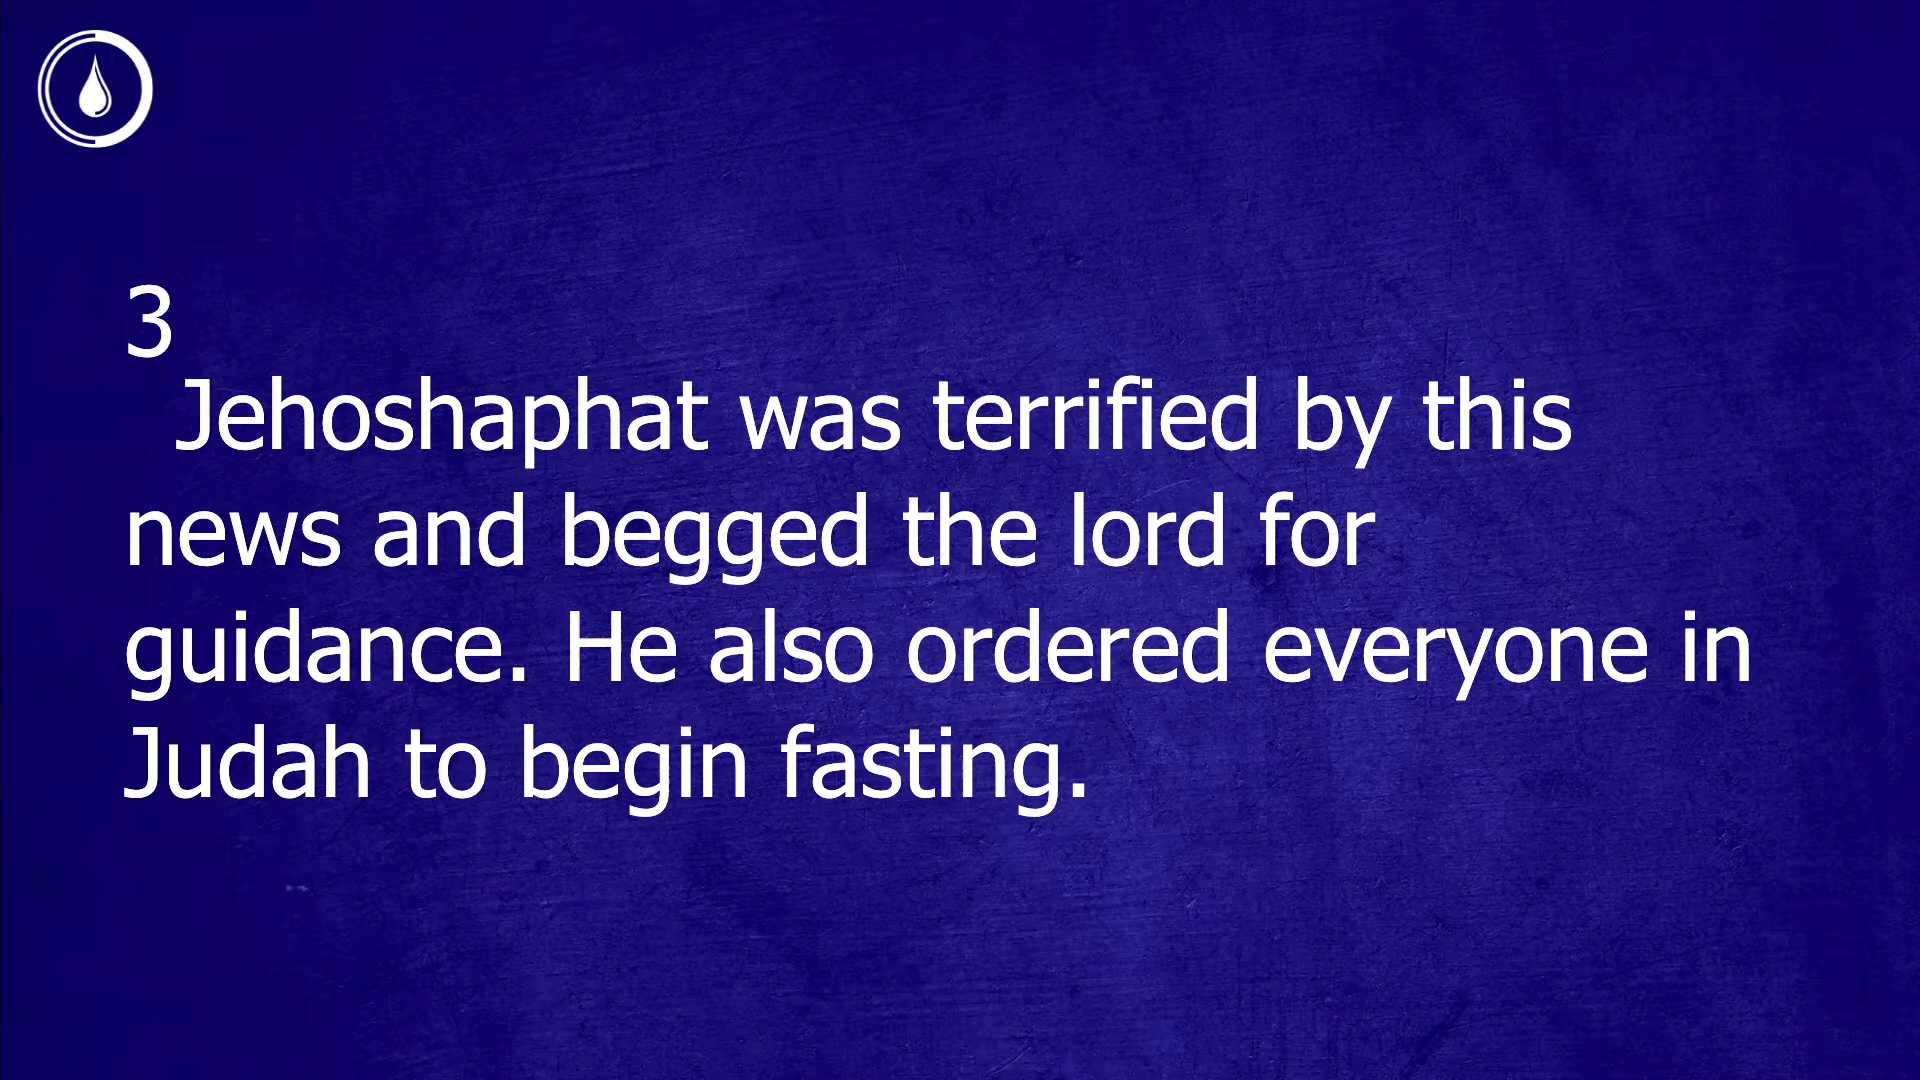 3
Jehoshaphat was terrified by this
news and begged the lord for
guidance. He also ordered everyone in
Judah to begin fasting.